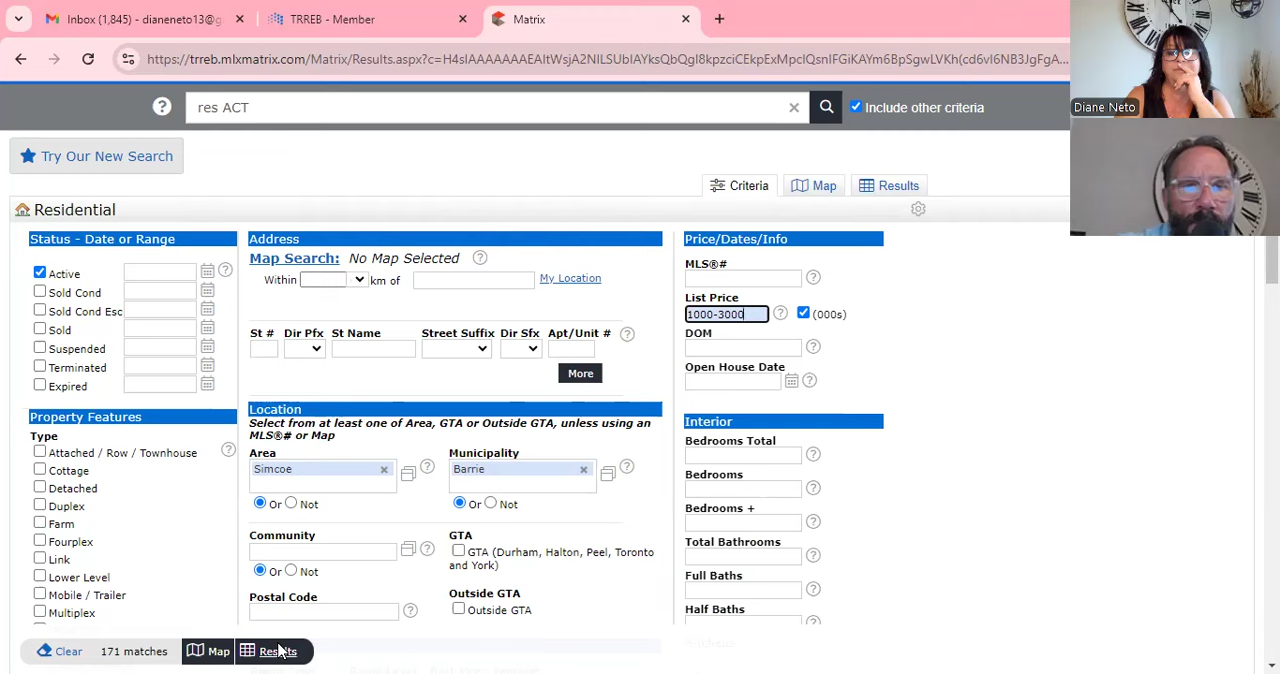 Inbox (1,845) - dianeneto13@g
TRREB - Member
Matrix
https://trreb.mlxmatrix.com/Matrix/Results.aspx?c=
res ACT
Include other criteria
Diane Neto
Try Our New Search
Criteria
Map
Results
Residential
Status - Date or Range
Active
Sold Cond
Sold Cond Esc
Sold
Suspended
Terminated
Expired
Property Features
Type
Attached / Row / Townhouse
Cottage
Detached
Duplex
Farm
Fourplex
Link
Lower Level
Mobile / Trailer
Multiplex
Address
Map Search: No Map Selected
Within km of My Location
St # Dir Pfx St Name Street Suffix Dir Sfx Apt/Unit #
More
Location
Select from at least one of Area, GTA or Outside GTA, unless using an
MLS®# or Map
Area Municipality
Simcoe Barrie
Or Not Or Not
Community GTA
GTA (Durham, Halton, Peel, Toronto
and York)
Or Not
Postal Code Outside GTA
Outside GTA
Price/Dates/Info
MLS®#
List Price
1000-3000 (000s)
DOM
Open House Date
Interior
Bedrooms Total
Bedrooms
Bedrooms +
Total Bathrooms
Full Baths
Half Baths
Clear 171 matches Map Results